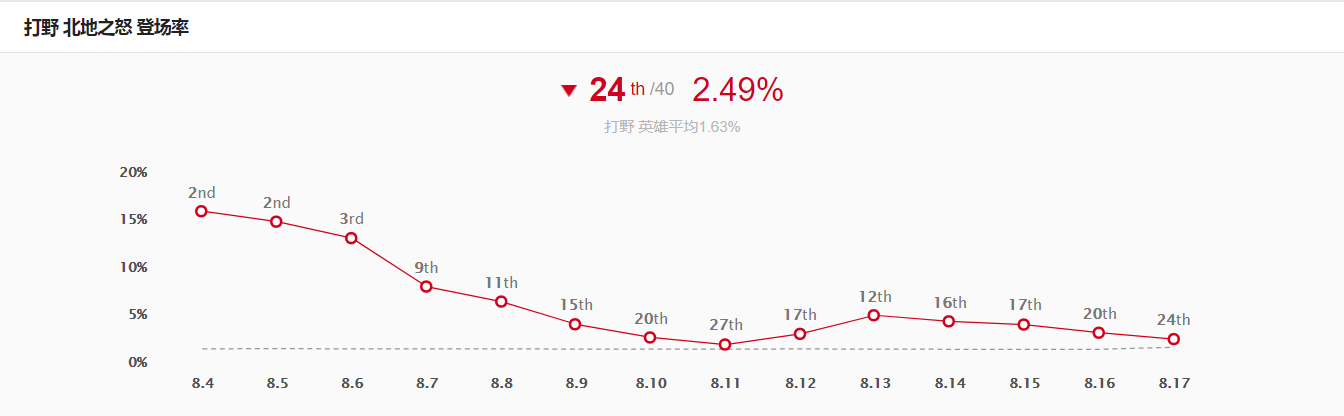 打野 北地之怒 登场率
24 th /40 2.49%
打野 英雄平均1.63%
20%
15%
10%
5%
0%
2nd
2nd
3rd
9th
11th
15th
20th
27th
17th
12th
16th
17th
20th
24th
8.4 8.5 8.6 8.7 8.8 8.9 8.10 8.11 8.12 8.13 8.14 8.15 8.16 8.17